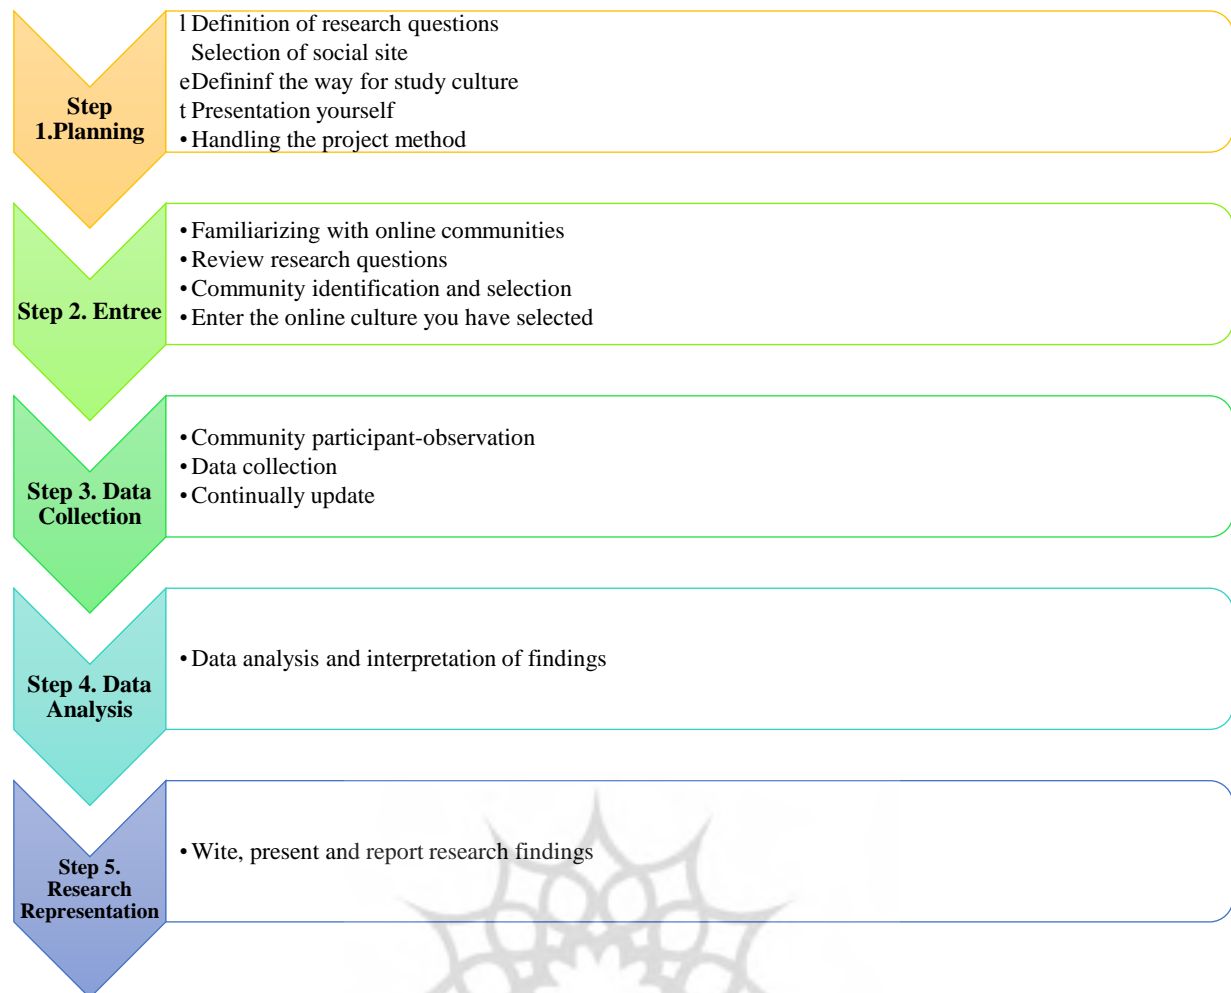 Step
1.Planning
l Definition of research questions
Selection of social site
eDefininf the way for study culture
t Presentation yourself
• Handling the project method
Step 2. Entree
• Familiarizing with online communities
• Review research questions
• Community identification and selection
• Enter the online culture you have selected
Step 3. Data
Collection
• Community participant-observation
• Data collection
• Continually update
Step 4. Data
Analysis
• Data analysis and interpretation of findings
Step 5.
Research
Representation
• Wite, present and report research findings